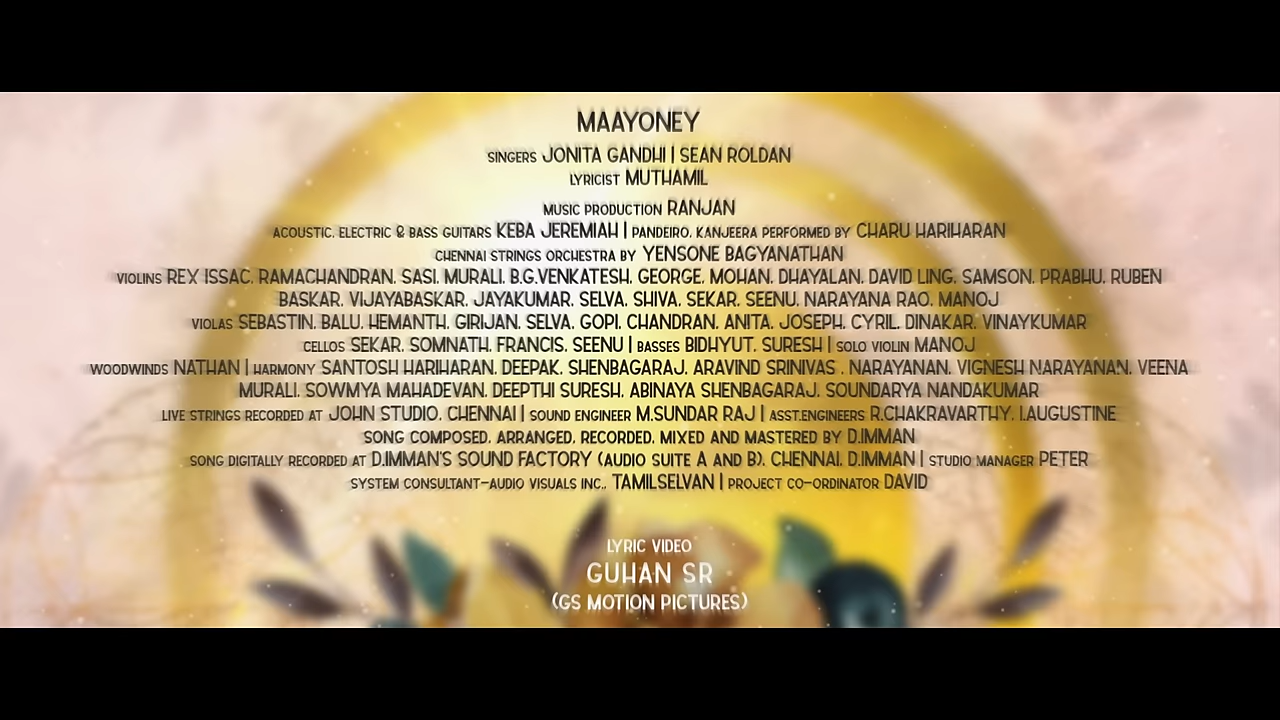 MAAYONEY
SINGERS JONITA GANDHI | SEAN ROLDAN
LYRICIST MUTHAMIL
MUSIC PRODUCTION RANJAN
ACOUSTIC, ELECTRIC & BASS GUITARS KEBA JEREMIAH | PANDEIRO, KANJEERA PERFORMED BY CHARU HARIHARAN
CHENNAI STRINGS ORCHESTRA BY YENSONE BAGYANATHAN
VIOLINS REX ISSAC, RAMACHANDRAN, SASI, MURALI, B.G.VENKATESH, GEORGE, MOHAN, DHAYALAN, DAVID LING, SAMSON, PRABHU, RUBEN
BASKAR, VIJAYABASKAR, JAYAKUMAR, SELVA, SHIVA, SEKAR, SEENU, NARAYANA RAO, MANOJ
VIOLAS SEBASTIN, BALU, HEMANTH, GIRIJAN, SELVA, GOPI, CHANDRAN, ANITA, JOSEPH, CYRIL, DINAKAR, VINAYKUMAR
CELLOS SEKAR, SOMNATH, FRANCIS, SEENU | BASSES BIDHYUT, SURESH | SOLO VIOLIN MANOJ
WOODWINDS NATHAN | HARMONY SANTOSH HARIHARAN, DEEPAK, SHENBAGARAJ, ARAVIND SRINIVAS , NARAYANAN, VIGNESH NARAYANAN, VEENA
MURALI, SOWMYA MAHADEVAN, DEEPTHI SURESH, ABINAYA SHENBAGARAJ, SOUNDARYA NANDAKUMAR
LIVE STRINGS RECORDED AT JOHN STUDIO, CHENNAI | SOUND ENGINEER M.SUNDAR RAJ | ASST.ENGINEERS R.CHAKRAVARTHY, I.AUGUSTINE
SONG COMPOSED, ARRANGED, RECORDED, MIXED AND MASTERED BY D.IMMAN
SONG DIGITALLY RECORDED AT D.IMMAN'S SOUND FACTORY (AUDIO SUITE A AND B), CHENNAI, D.IMMAN | STUDIO MANAGER PETER
SYSTEM CONSULTANT-AUDIO VISUALS INC., TAMILSELVAN | PROJECT CO-ORDINATOR DAVID
LYRIC VIDEO
GUHAN SR
(GS MOTION PICTURES)